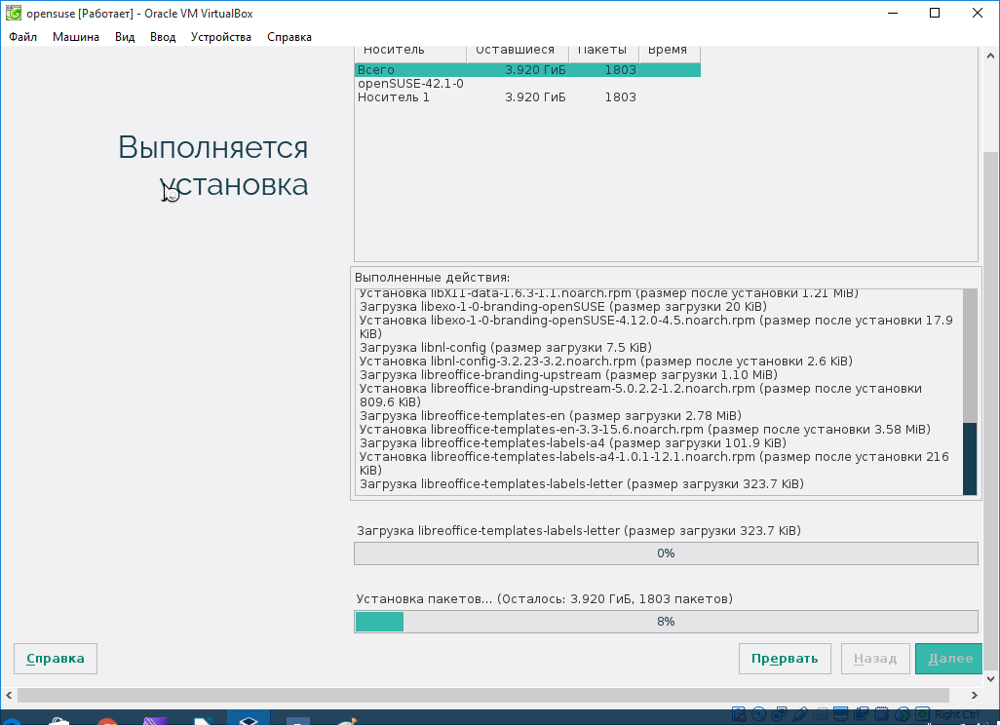 opensuse [Работает] - Oracle VM VirtualBox
Файл Машина Вид Ввод Устройства Справка
Носитель Оставшиеся Пакеты Время
Всего 3.920 ГиБ 1803
openSUSE-42.1-0
Носитель 1 3.920 ГиБ 1803
Выполняется
установка
Выполненные действия:
Установка libX11-data-1.6.3-1.1.noarch.rpm (размер после установки 1.21 MiB)
Загрузка libexo-1-0-branding-openSUSE (размер загрузки 20 KiB)
Установка libexo-1-0-branding-openSUSE-4.12.0-4.5.noarch.rpm (размер после установки 17.9
KiB)
Загрузка libnl-config (размер загрузки 7.5 KiB)
Установка libnl-config-3.2.23-3.2.noarch.rpm (размер после установки 2.6 KiB)
Загрузка libreoffice-branding-upstream (размер загрузки 1.10 MiB)
Установка libreoffice-branding-upstream-5.0.2.2-1.2.noarch.rpm (размер после установки
809.6 KiB)
Загрузка libreoffice-templates-en (размер загрузки 2.78 MiB)
Установка libreoffice-templates-en-3.3-15.6.noarch.rpm (размер после установки 3.58 MiB)
Загрузка libreoffice-templates-labels-a4 (размер загрузки 101.9 KiB)
Установка libreoffice-templates-labels-a4-1.0.1-12.1.noarch.rpm (размер после установки 216
KiB)
Загрузка libreoffice-templates-labels-letter (размер загрузки 323.7 KiB)
Загрузка libreoffice-templates-labels-letter (размер загрузки 323.7 KiB)
0%
Установка пакетов... (Осталось: 3.920 ГиБ, 1803 пакетов)
8%
Справка Прервать Назад Далее
Right Ctrl